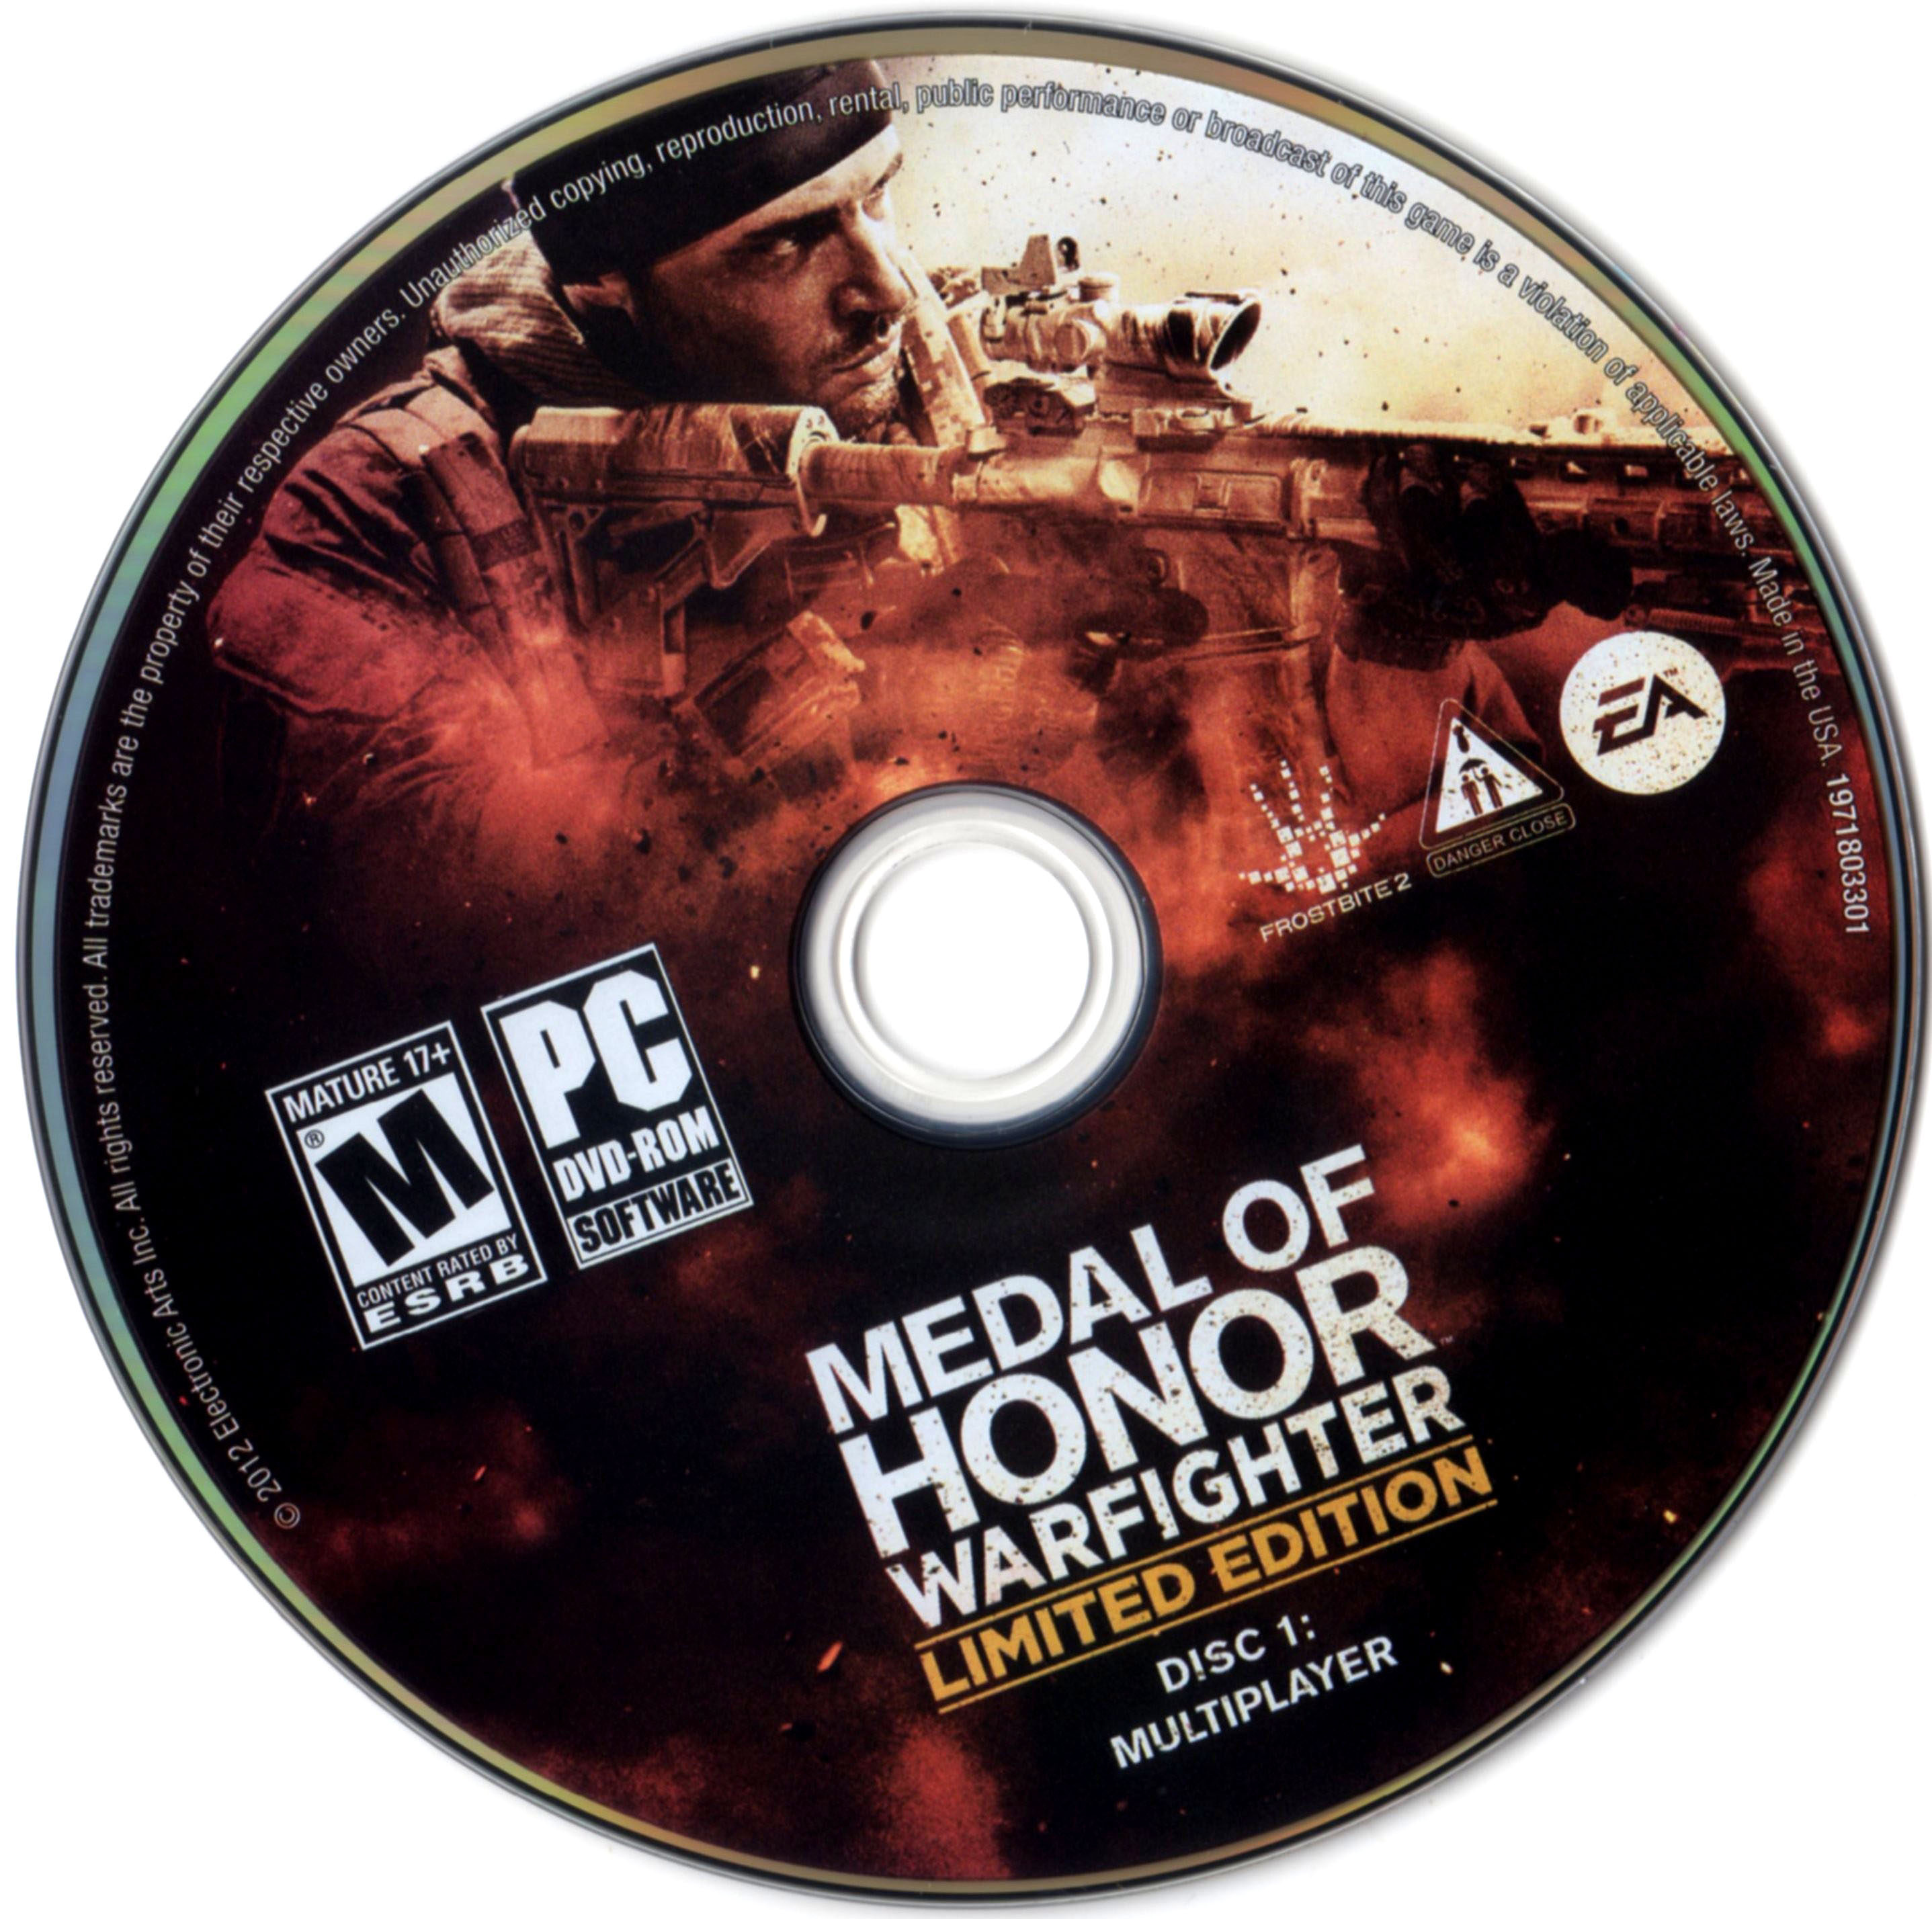 © 2012 Electronic Arts Inc. All rights reserved. All trademarks are the property of their respective owners. Unauthorized copying, reproduction, rental, public performance or broadcast of this game is a violation of applicable laws. Made in the USA. 1971803301
EA™
DANGER CLOSE
FROSTBITE 2
MATURE 17+
M
®
CONTENT RATED BY
ESRB
PC
DVD-ROM
SOFTWARE
MEDAL OF
HONOR™
WARFIGHTER
LIMITED EDITION
DISC 1:
MULTIPLAYER